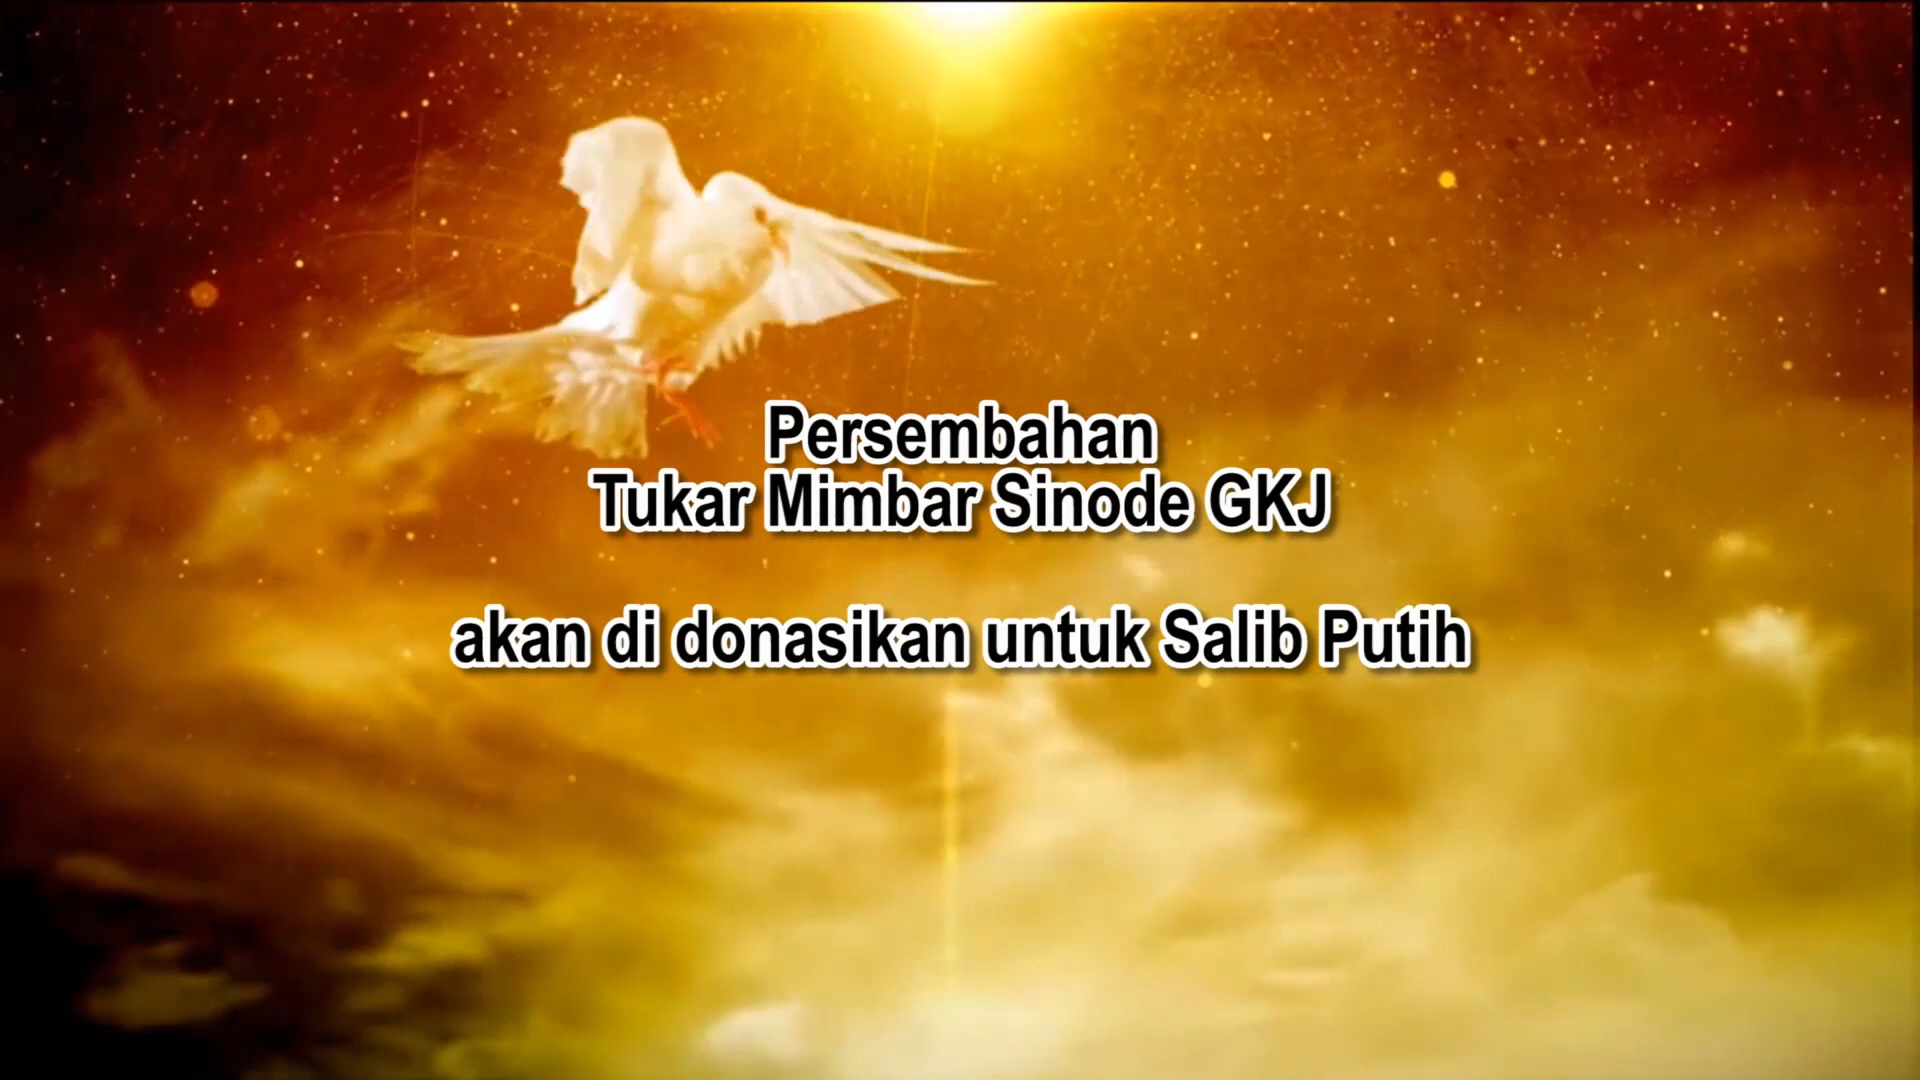 Persembahan
Tukar Mimbar Sinode GKJ
akan di donasikan untuk Salib Putih